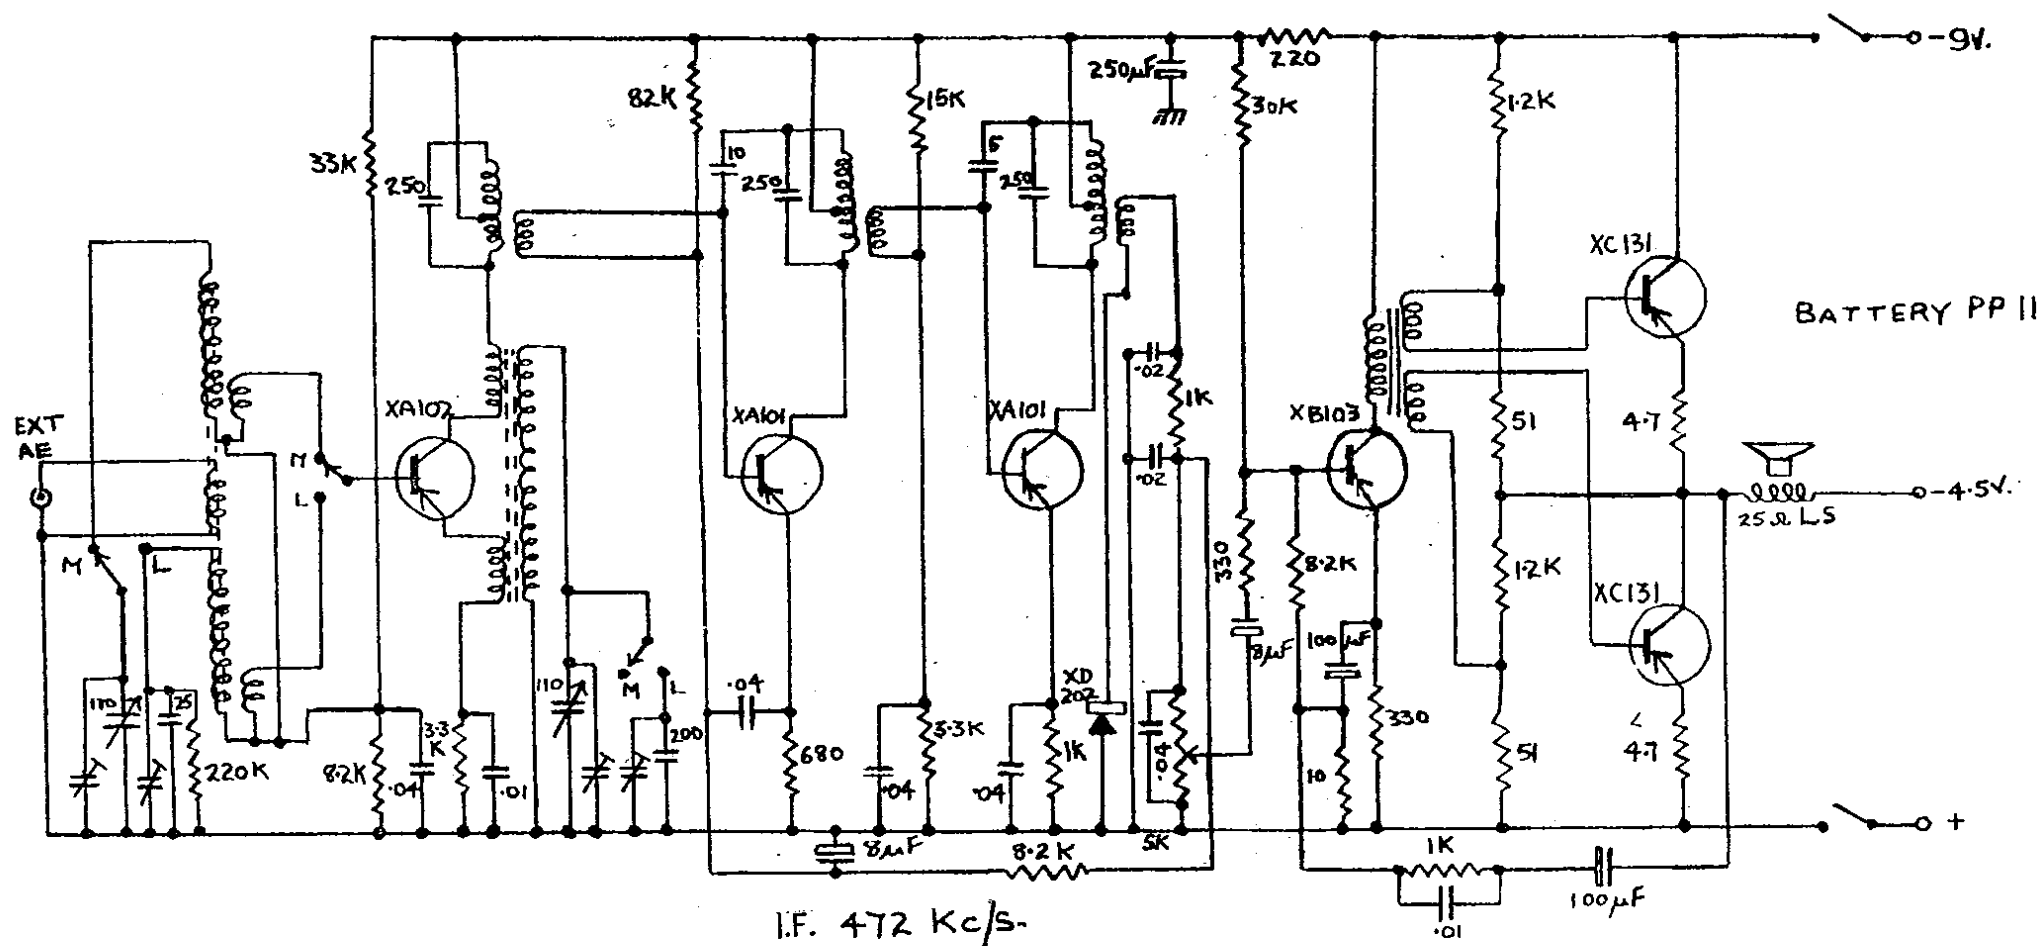 -9V.
250µF
220
82K
15K
30K
1.2K
33K
10
5
250
250
250
XC131
BATTERY PP11
.02
1K
EXT
AE
XA102
XA101
XA101
XB103
51
4.7
M
.02
L
-4.5V.
25Ω LS
M
L
330
8.2K
1.2K
XC131
8µF
100µF
110
M
L
.04
XD
202
25
3.3
K
200
330
4.7
220K
8.2K
.04
.01
680
3.3K
.04
1K
.04
.04
10
51
+
8µF
8.2K
5K
1K
100µF
.01
I.F. 472 Kc/s.